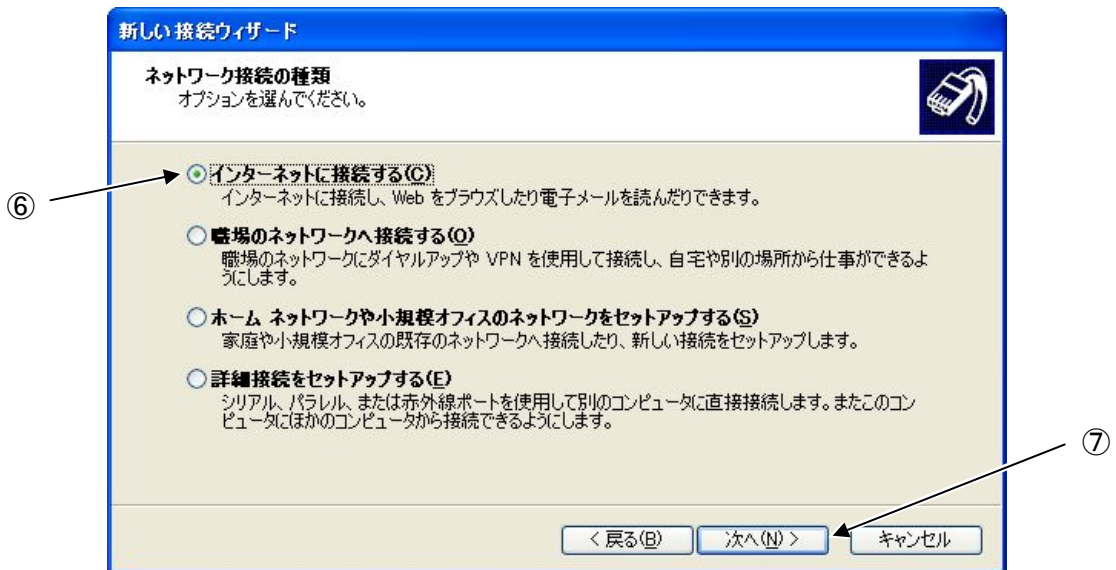 新しい接続ウィザード
ネットワーク接続の種類
オプションを選んでください。
⑥
インターネットに接続する(C)
インターネットに接続し、Web をブラウズしたり電子メールを読んだりできます。
職場のネットワークへ接続する(O)
職場のネットワークにダイヤルアップや VPN を使用して接続し、自宅や別の場所から仕事ができるよ
うにします。
ホーム ネットワークや小規模オフィスのネットワークをセットアップする(S)
家庭や小規模オフィスの既存のネットワークへ接続したり、新しい接続をセットアップします。
詳細接続をセットアップする(E)
シリアル、パラレル、または赤外線ポートを使用して別のコンピュータに直接接続します。またこのコン
ピュータにほかのコンピュータから接続できるようにします。
⑦
< 戻る(B) 次へ(N) > キャンセル